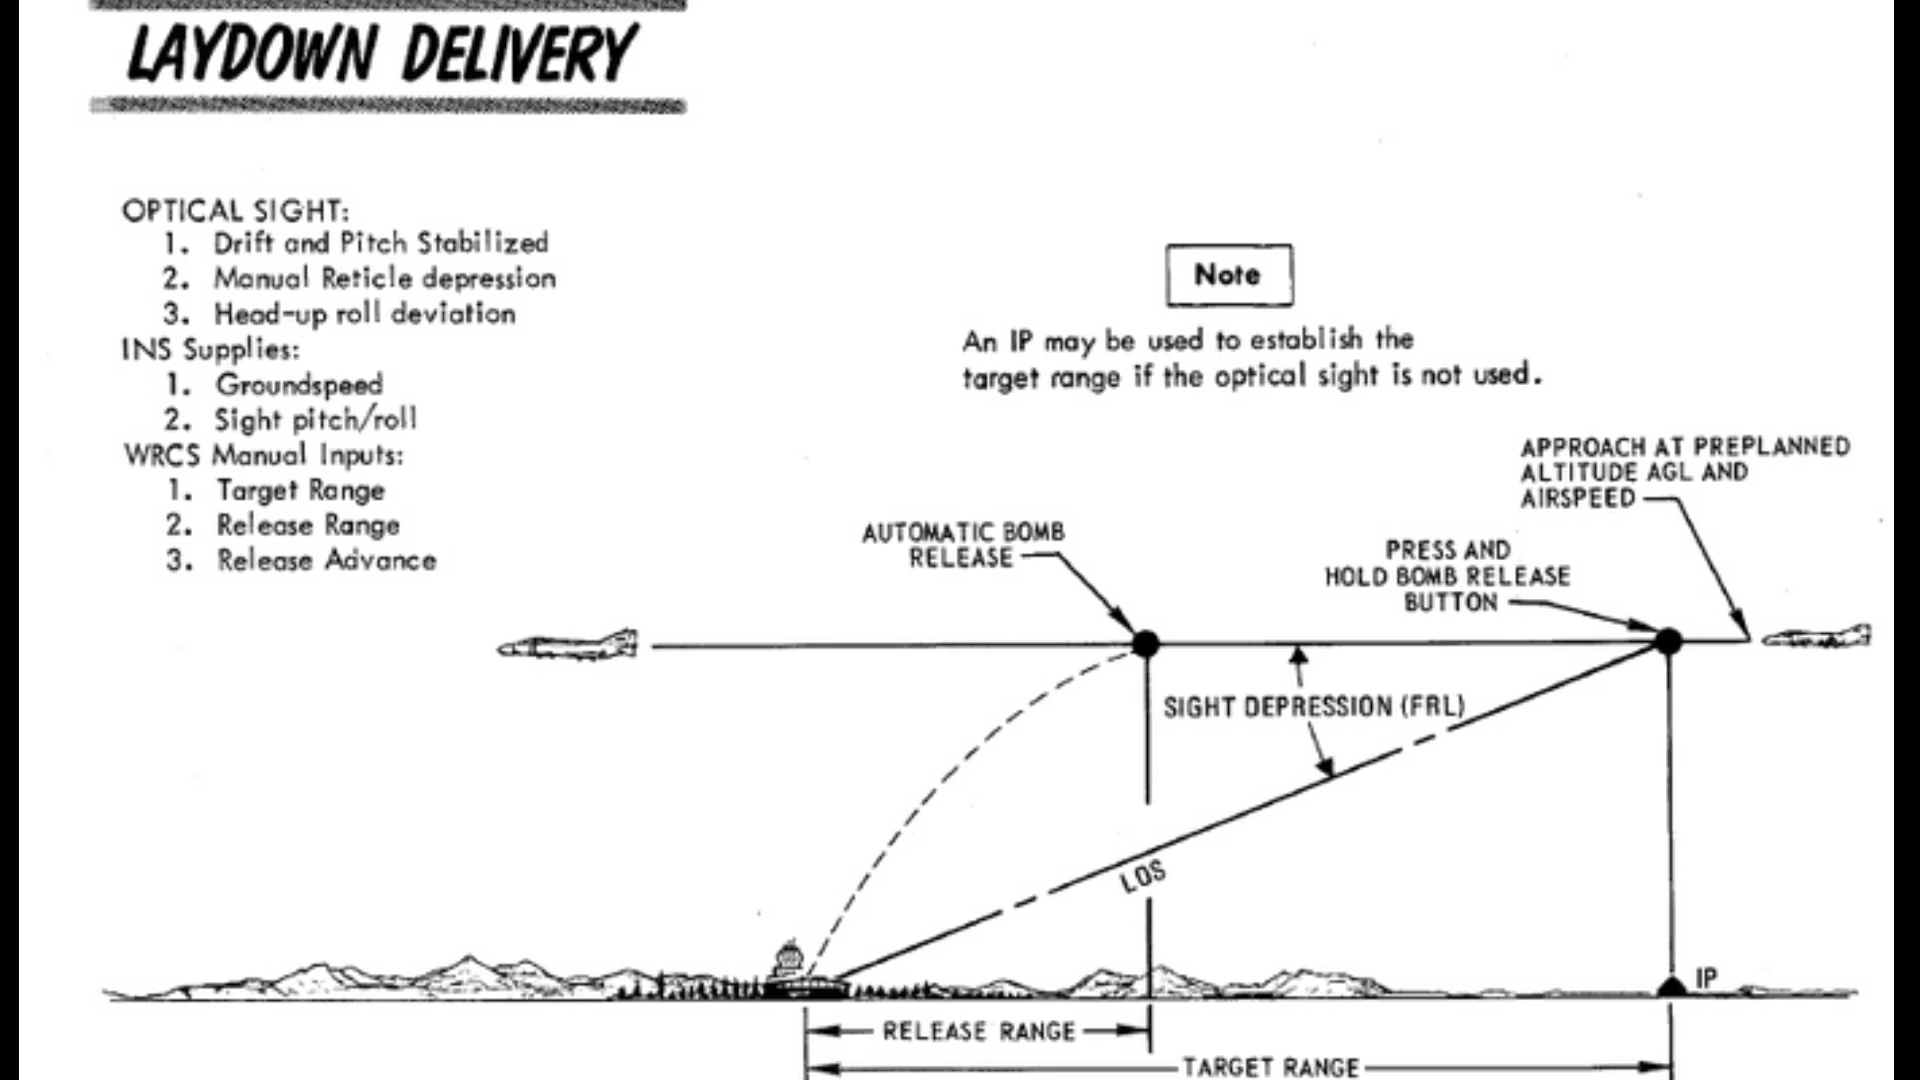 LAYDOWN DELIVERY
OPTICAL SIGHT:
1. Drift and Pitch Stabilized
2. Manual Reticle depression
3. Head-up roll deviation
INS Supplies:
1. Groundspeed
2. Sight pitch/roll
WRCS Manual Inputs:
1. Target Range
2. Release Range
3. Release Advance
Note
An IP may be used to establish the
target range if the optical sight is not used.
APPROACH AT PREPLANNED
ALTITUDE AGL AND
AIRSPEED
AUTOMATIC BOMB
RELEASE
PRESS AND
HOLD BOMB RELEASE
BUTTON
SIGHT DEPRESSION (FRL)
LOS
IP
RELEASE RANGE
TARGET RANGE